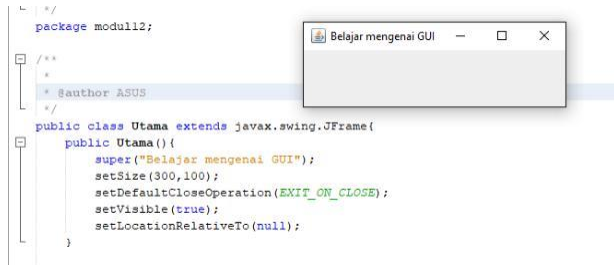 */
package modul12;
Belajar mengenai GUI
/**
*
* @author ASUS
*/
public class Utama extends javax.swing.JFrame{
public Utama(){
super("Belajar mengenai GUI");
setSize(300,100);
setDefaultCloseOperation(EXIT_ON_CLOSE);
setVisible(true);
setLocationRelativeTo(null);
}